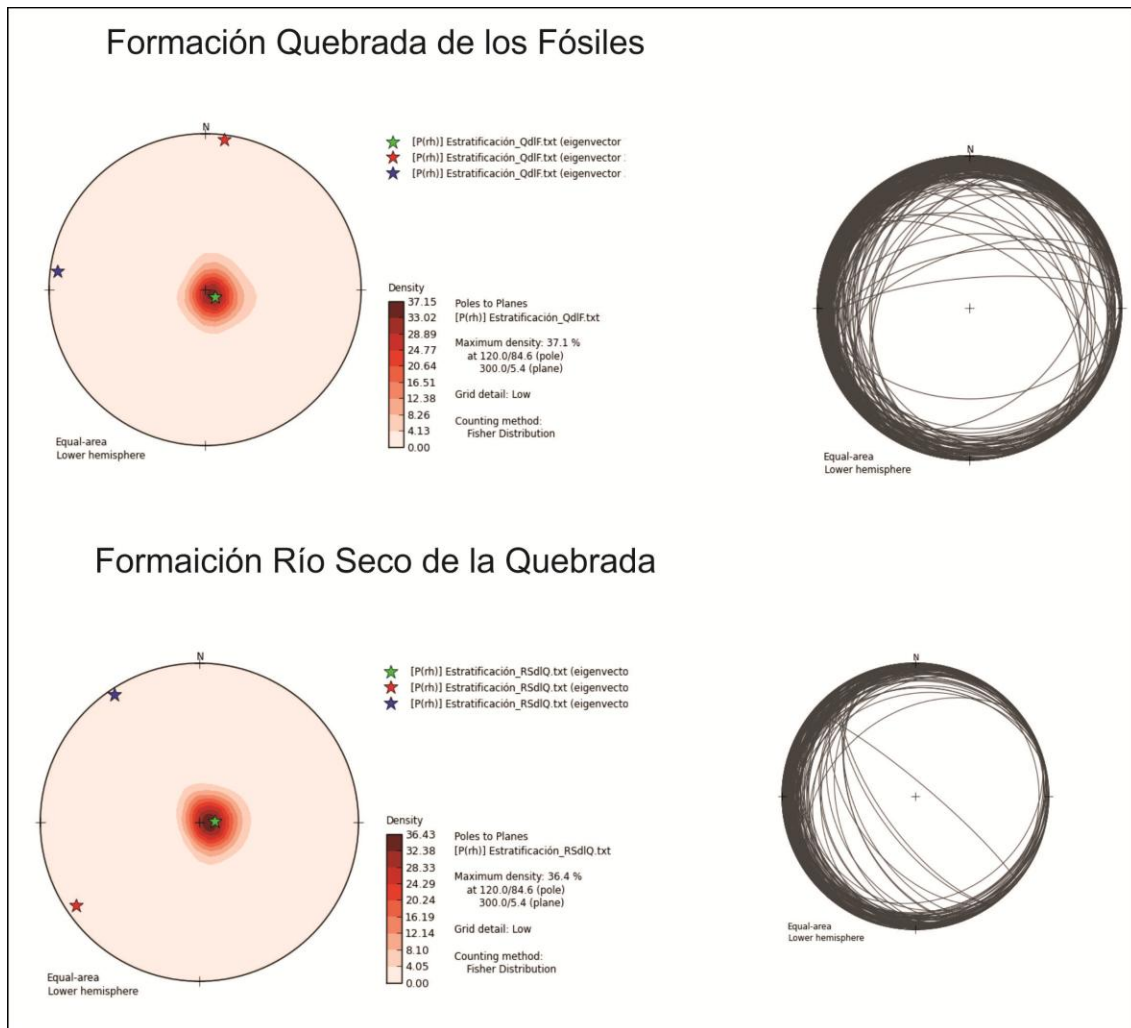 Formación Quebrada de los Fósiles
N
[P(rh)] Estratificación_QdlF.txt (eigenvector
[P(rh)] Estratificación_QdlF.txt (eigenvector
[P(rh)] Estratificación_QdlF.txt (eigenvector
Density
37.15
33.02
28.89
24.77
20.64
16.51
12.38
8.26
4.13
0.00
Poles to Planes
[P(rh)] Estratificación_QdlF.txt
Maximum density: 37.1 %
at 120.0/84.6 (pole)
300.0/5.4 (plane)
Grid detail: Low
Counting method:
Fisher Distribution
Equal-area
Lower hemisphere
N
Equal-area
Lower hemisphere
Formaición Río Seco de la Quebrada
N
[P(rh)] Estratificación_RSdlQ.txt (eigenvecto
[P(rh)] Estratificación_RSdlQ.txt (eigenvecto
[P(rh)] Estratificación_RSdlQ.txt (eigenvecto
Density
36.43
32.38
28.33
24.29
20.24
16.19
12.14
8.10
4.05
0.00
Poles to Planes
[P(rh)] Estratificación_RSdlQ.txt
Maximum density: 36.4 %
at 120.0/84.6 (pole)
300.0/5.4 (plane)
Grid detail: Low
Counting method:
Fisher Distribution
Equal-area
Lower hemisphere
N
Equal-area
Lower hemisphere